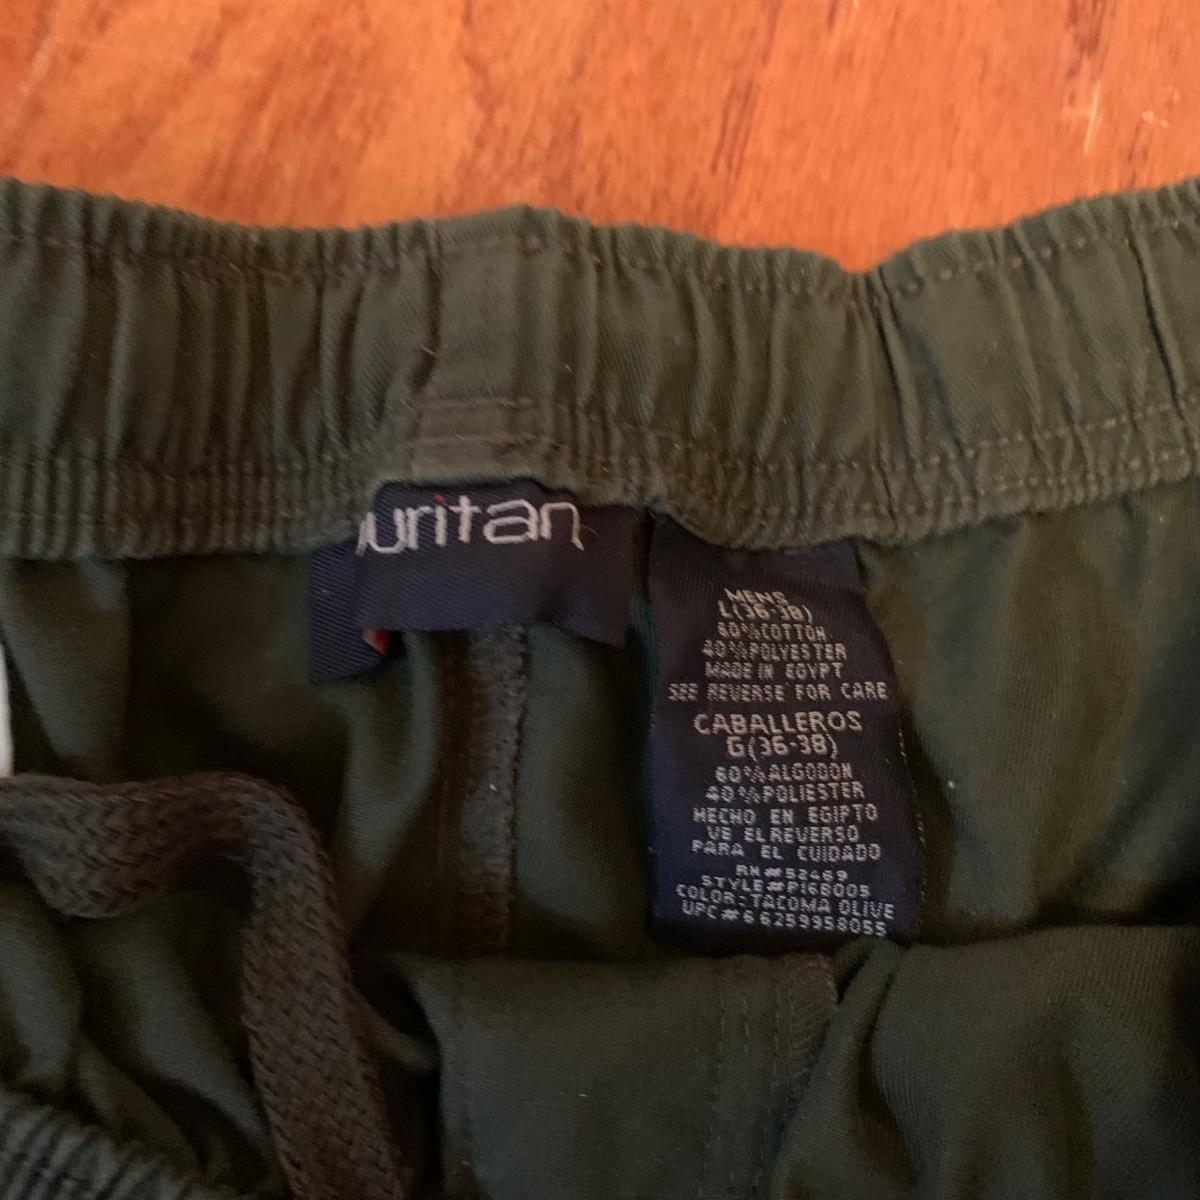 puritan
MENS
L(36-38)
60%COTTON
40%POLYESTER
MADE IN EGYPT
SEE REVERSE FOR CARE
CABALLEROS
G(36-38)
60%ALGODON
40%POLIESTER
HECHO EN EGIPTO
VE EL REVERSO
PARA EL CUIDADO
RN#52469
STYLE#P168005
COLOR:TACOMA OLIVE
UPC#66259958055